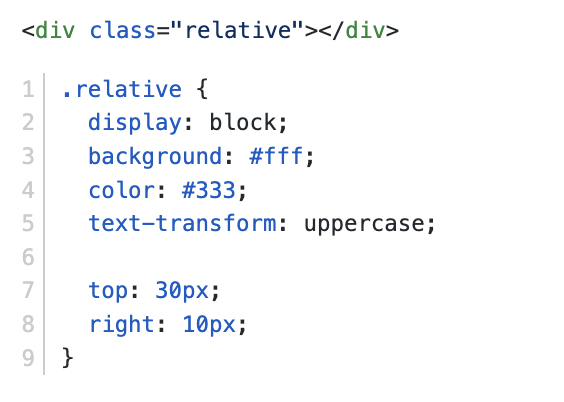 <div class="relative"></div>
1 .relative {
2 display: block;
3 background: #fff;
4 color: #333;
5 text-transform: uppercase;
6
7 top: 30px;
8 right: 10px;
9 }